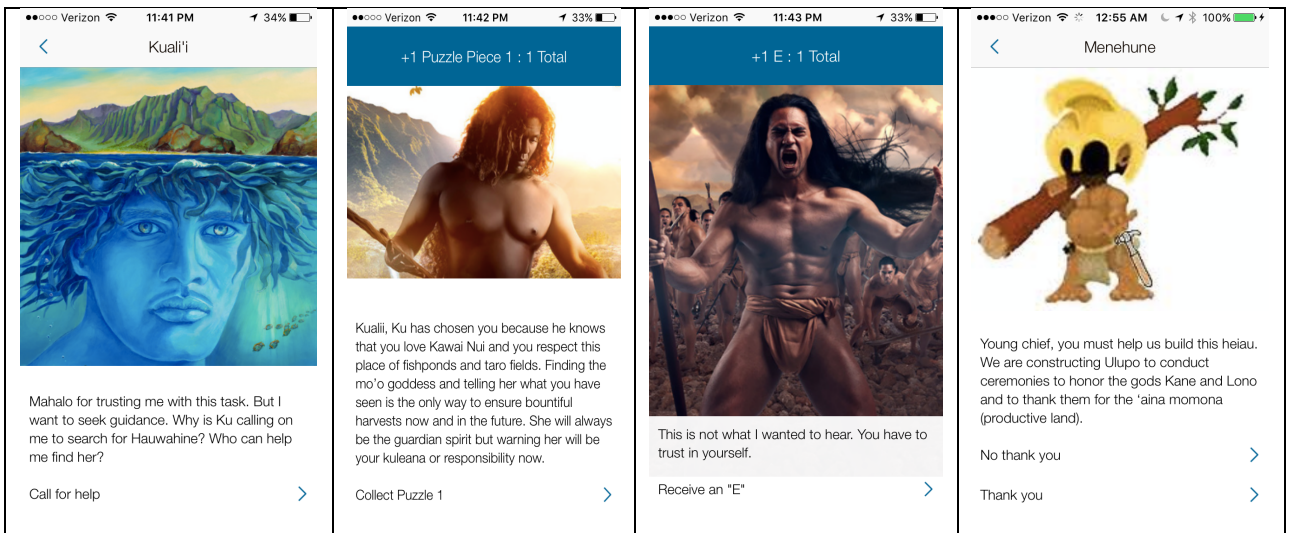 Verizon 11:41 PM 34%
Kuali'i
Mahalo for trusting me with this task. But I
want to seek guidance. Why is Ku calling on
me to search for Hauwahine? Who can help
me find her?
Call for help
Verizon 11:42 PM 33%
+1 Puzzle Piece 1 : 1 Total
Kualii, Ku has chosen you because he knows
that you love Kawai Nui and you respect this
place of fishponds and taro fields. Finding the
mo'o goddess and telling her what you have
seen is the only way to ensure bountiful
harvests now and in the future. She will always
be the guardian spirit but warning her will be
your kuleana or responsibility now.
Collect Puzzle 1
Verizon 11:43 PM 33%
+1 E : 1 Total
This is not what I wanted to hear. You have to
trust in yourself.
Receive an "E"
Verizon 12:55 AM 100%
Menehune
Young chief, you must help us build this heiau.
We are constructing Ulupo to conduct
ceremonies to honor the gods Kane and Lono
and to thank them for the ‘aina momona
(productive land).
No thank you
Thank you